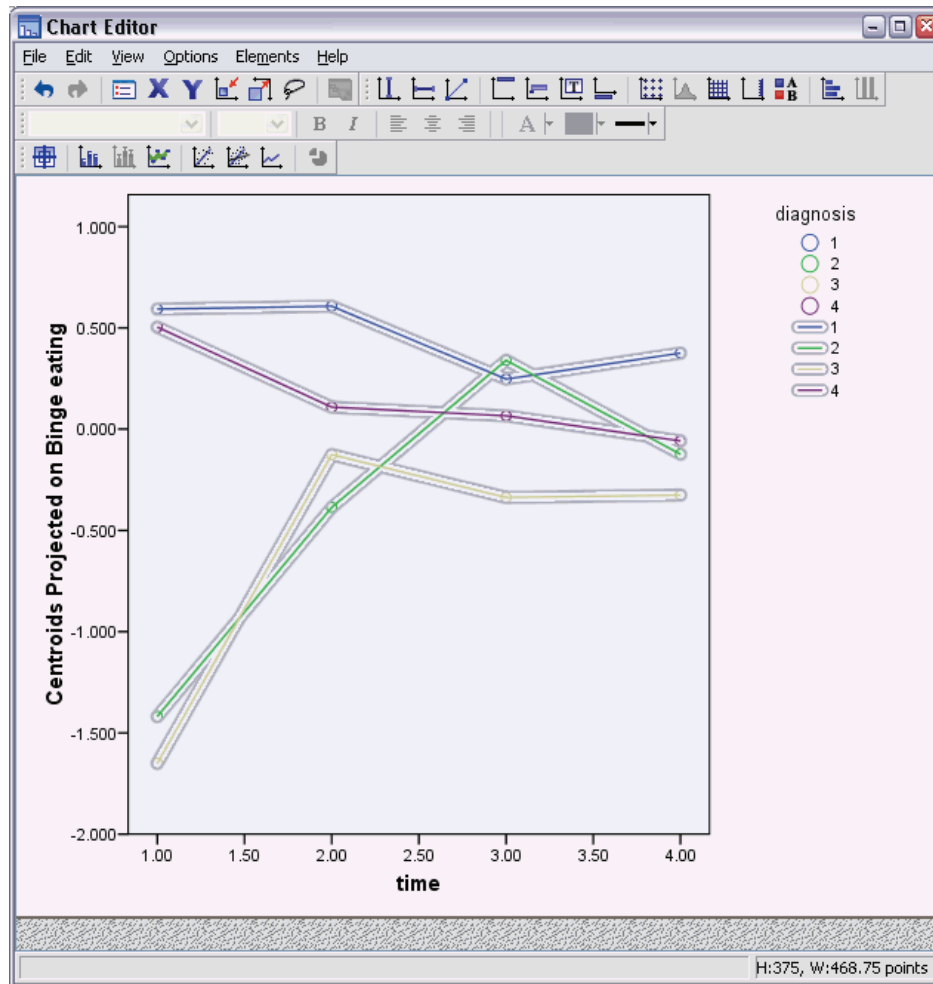 Chart Editor
File Edit View Options Elements Help
X Y T A B
B I A
diagnosis
1
2
3
4
1
2
3
4
Centroids Projected on Binge eating
1.000
0.500
0.000
-0.500
-1.000
-1.500
-2.000
1.00 1.50 2.00 2.50 3.00 3.50 4.00
time
H:375, W:468.75 points